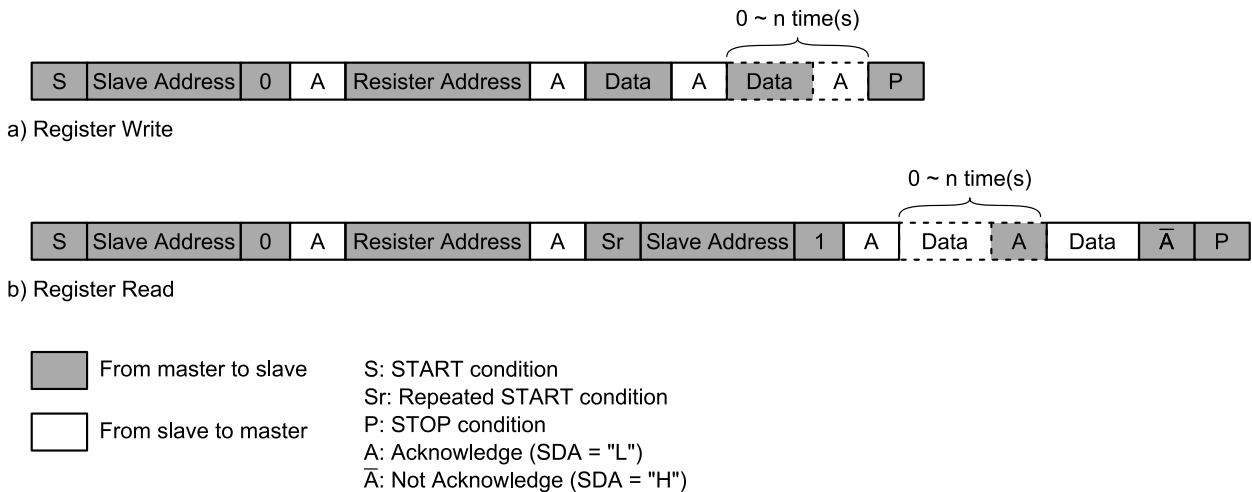 0 ~ n time(s)
S Slave Address 0 A Resister Address A Data A Data A P
a) Register Write
0 ~ n time(s)
S Slave Address 0 A Resister Address A Sr Slave Address 1 A Data A Data A̅ P
b) Register Read
From master to slave
From slave to master
S: START condition
Sr: Repeated START condition
P: STOP condition
A: Acknowledge (SDA = "L")
A̅: Not Acknowledge (SDA = "H")